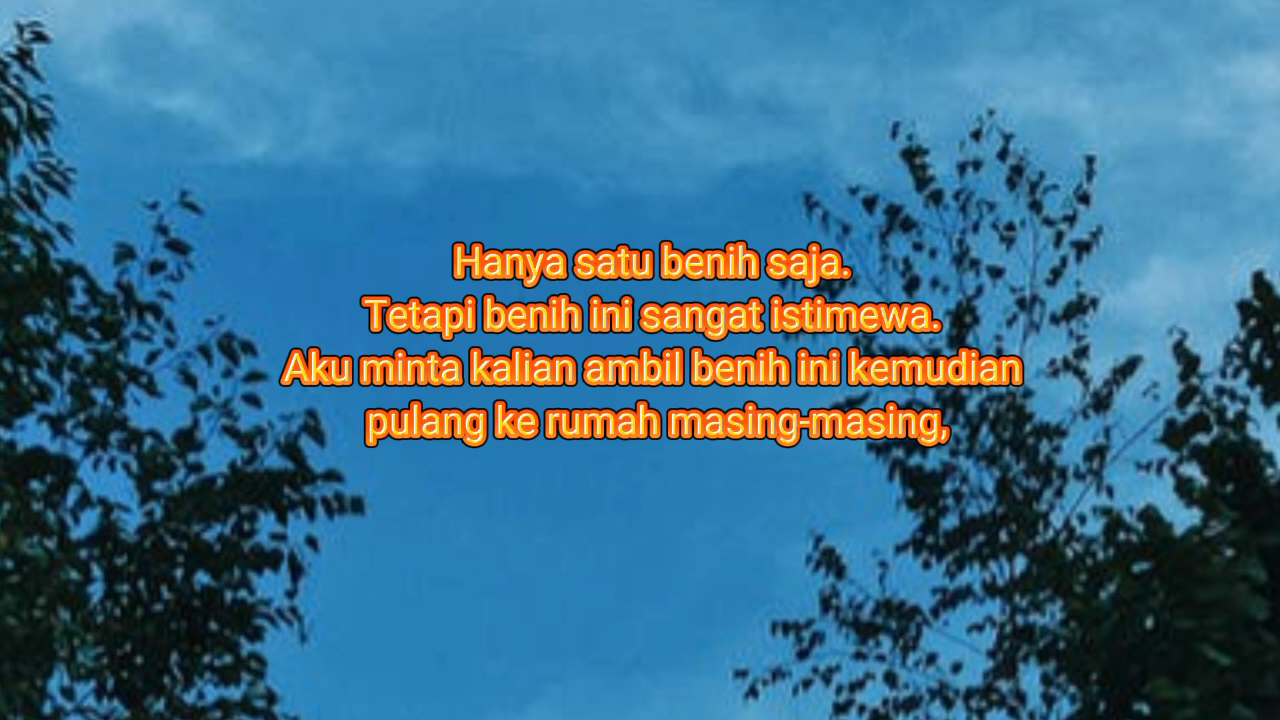 Hanya satu benih saja.
Tetapi benih ini sangat istimewa.
Aku minta kalian ambil benih ini kemudian
pulang ke rumah masing-masing,